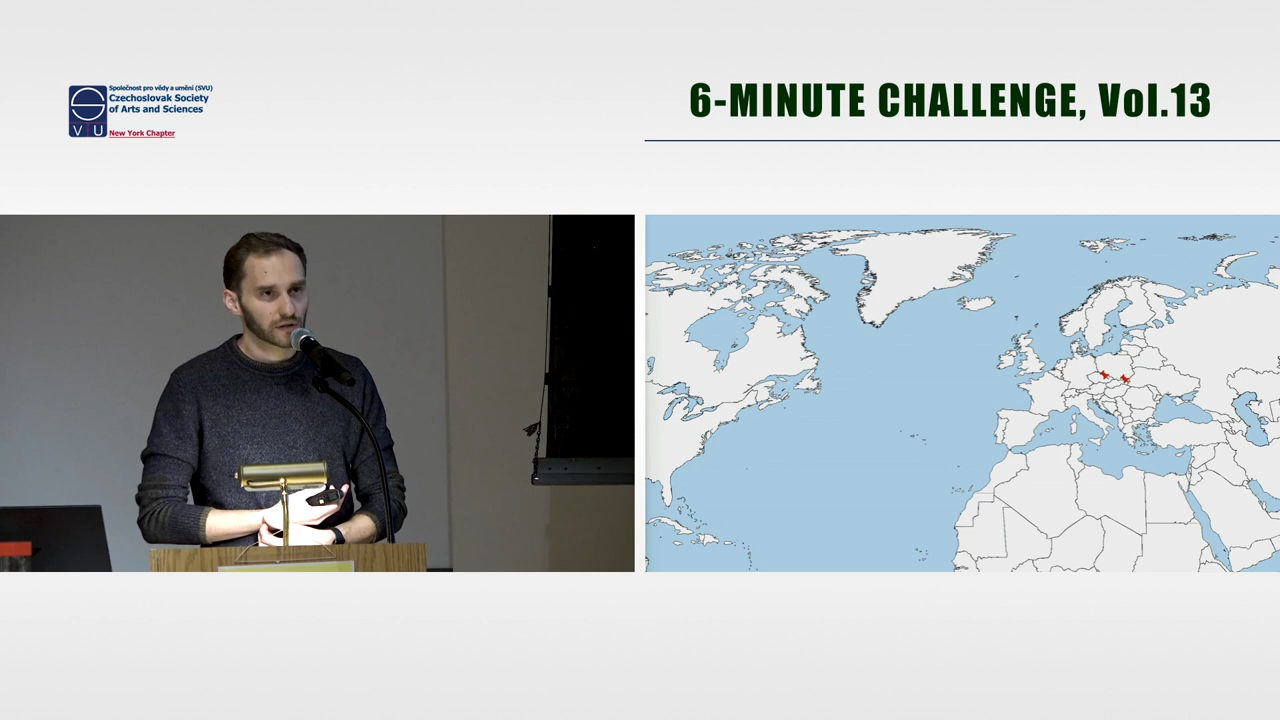 Společnost pro vědy a umění (SVU)
Czechoslovak Society
of Arts and Sciences
V U
New York Chapter
6-MINUTE CHALLENGE, Vol.13